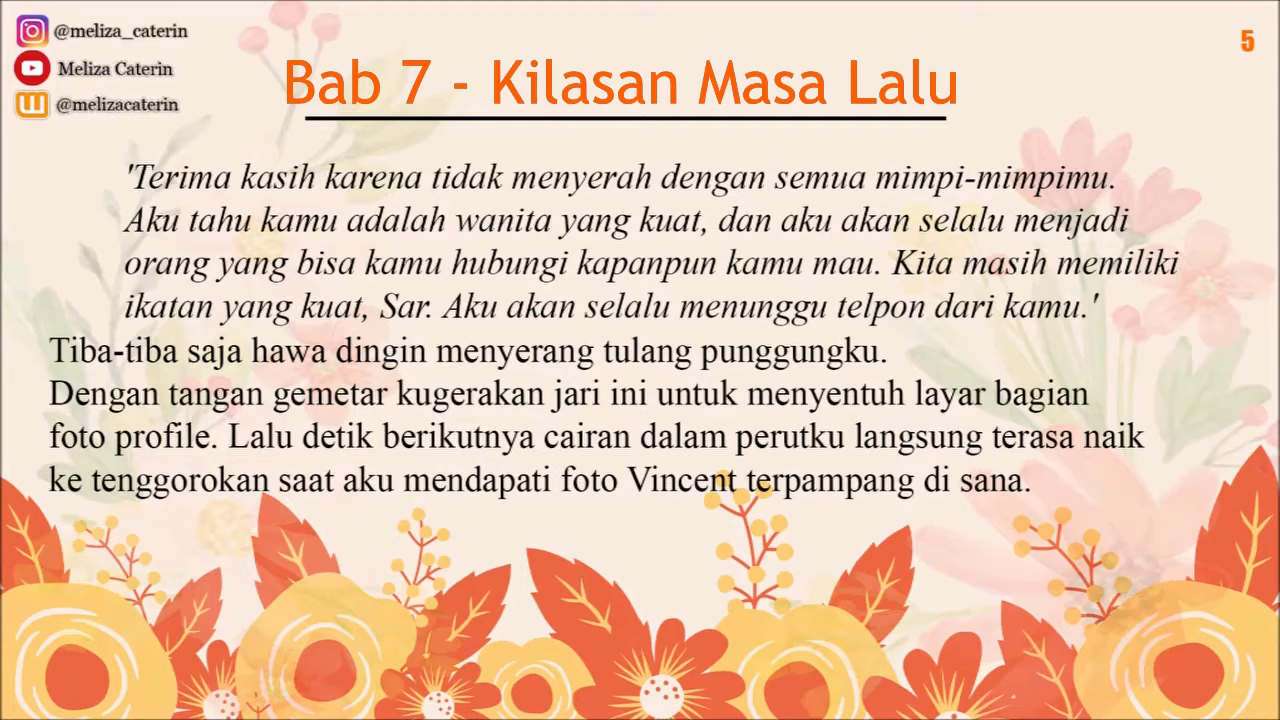 @meliza_caterin
Meliza Caterin
@melizacaterin
5
Bab 7 - Kilasan Masa Lalu
'Terima kasih karena tidak menyerah dengan semua mimpi-mimpimu.
Aku tahu kamu adalah wanita yang kuat, dan aku akan selalu menjadi
orang yang bisa kamu hubungi kapanpun kamu mau. Kita masih memiliki
ikatan yang kuat, Sar. Aku akan selalu menunggu telpon dari kamu.'
Tiba-tiba saja hawa dingin menyerang tulang punggungku.
Dengan tangan gemetar kugerakan jari ini untuk menyentuh layar bagian
foto profile. Lalu detik berikutnya cairan dalam perutku langsung terasa naik
ke tenggorokan saat aku mendapati foto Vincent terpampang di sana.